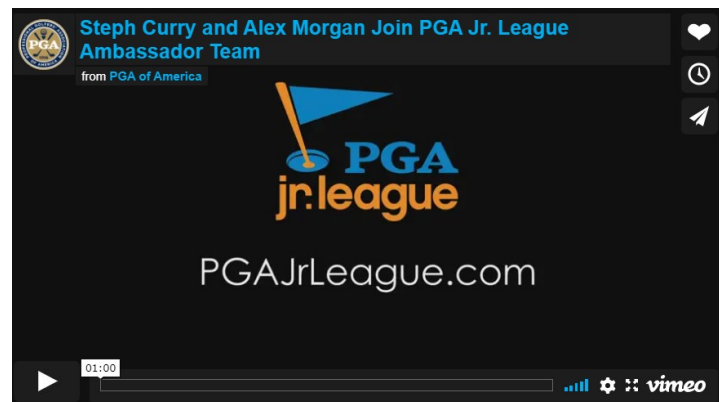 Steph Curry and Alex Morgan Join PGA Jr. League
Ambassador Team
from PGA of America
PGA
PGA
jr.league
PGAJrLeague.com
01:00
vimeo